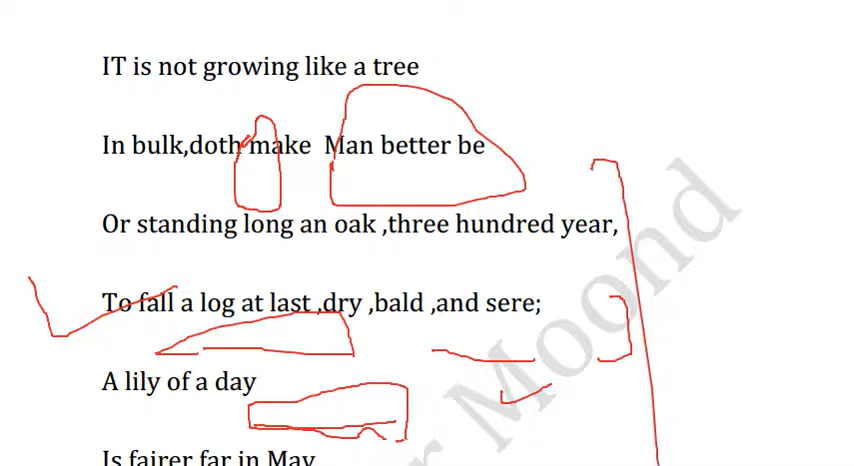 IT is not growing like a tree
In bulk,doth make  Man better be
Or standing long an oak ,three hundred year,
To fall a log at last ,dry ,bald ,and sere;
A lily of a day
Is fairer far in May
r Moond